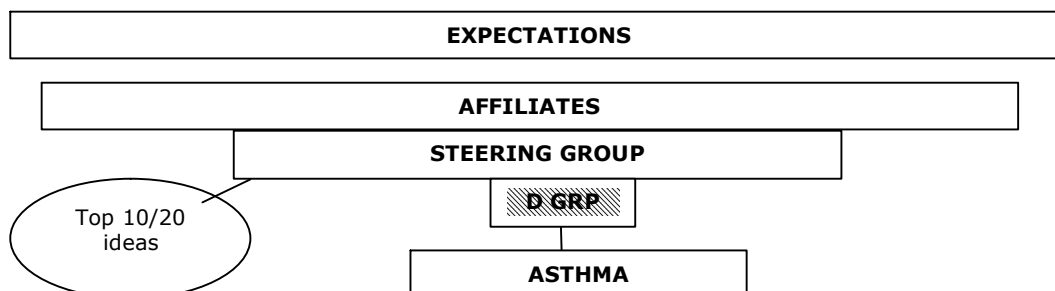 EXPECTATIONS
AFFILIATES
STEERING GROUP
Top 10/20
ideas
D GRP
ASTHMA